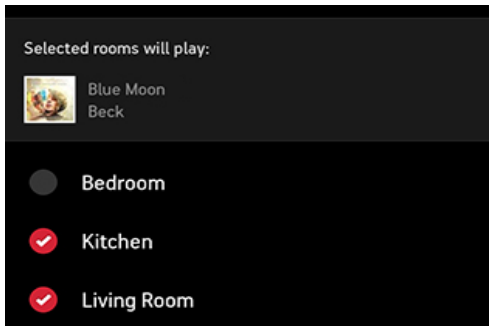 Selected rooms will play:
Blue Moon
Beck
Bedroom
Kitchen
Living Room